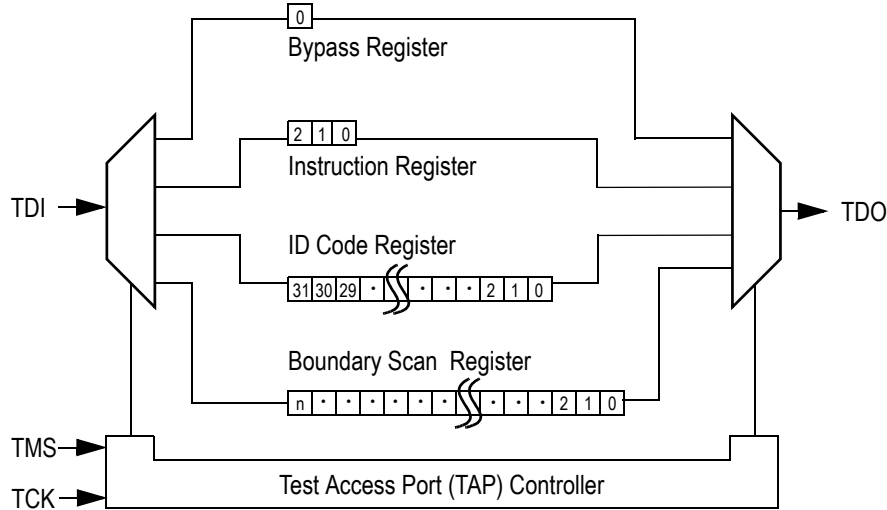 0
Bypass Register
2 1 0
Instruction Register
TDI
TDO
ID Code Register
31 30 29 · · · · 2 1 0
Boundary Scan Register
n · · · · · · · · · 2 1 0
TMS
Test Access Port (TAP) Controller
TCK